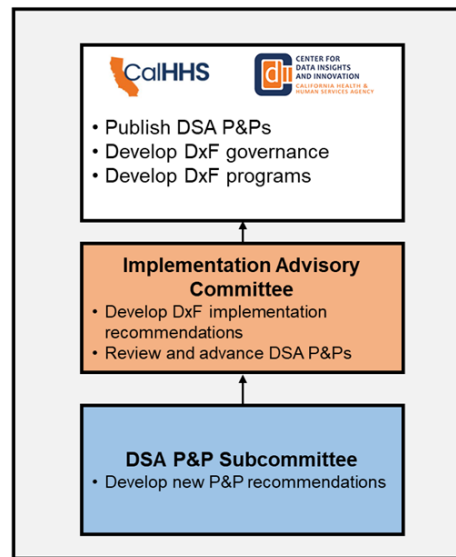 CalHHS
CENTER FOR
DATA INSIGHTS
AND INNOVATION
CALIFORNIA HEALTH &
HUMAN SERVICES AGENCY
• Publish DSA P&Ps
• Develop DxF governance
• Develop DxF programs
Implementation Advisory
Committee
• Develop DxF implementation
recommendations
• Review and advance DSA P&Ps
DSA P&P Subcommittee
• Develop new P&P recommendations